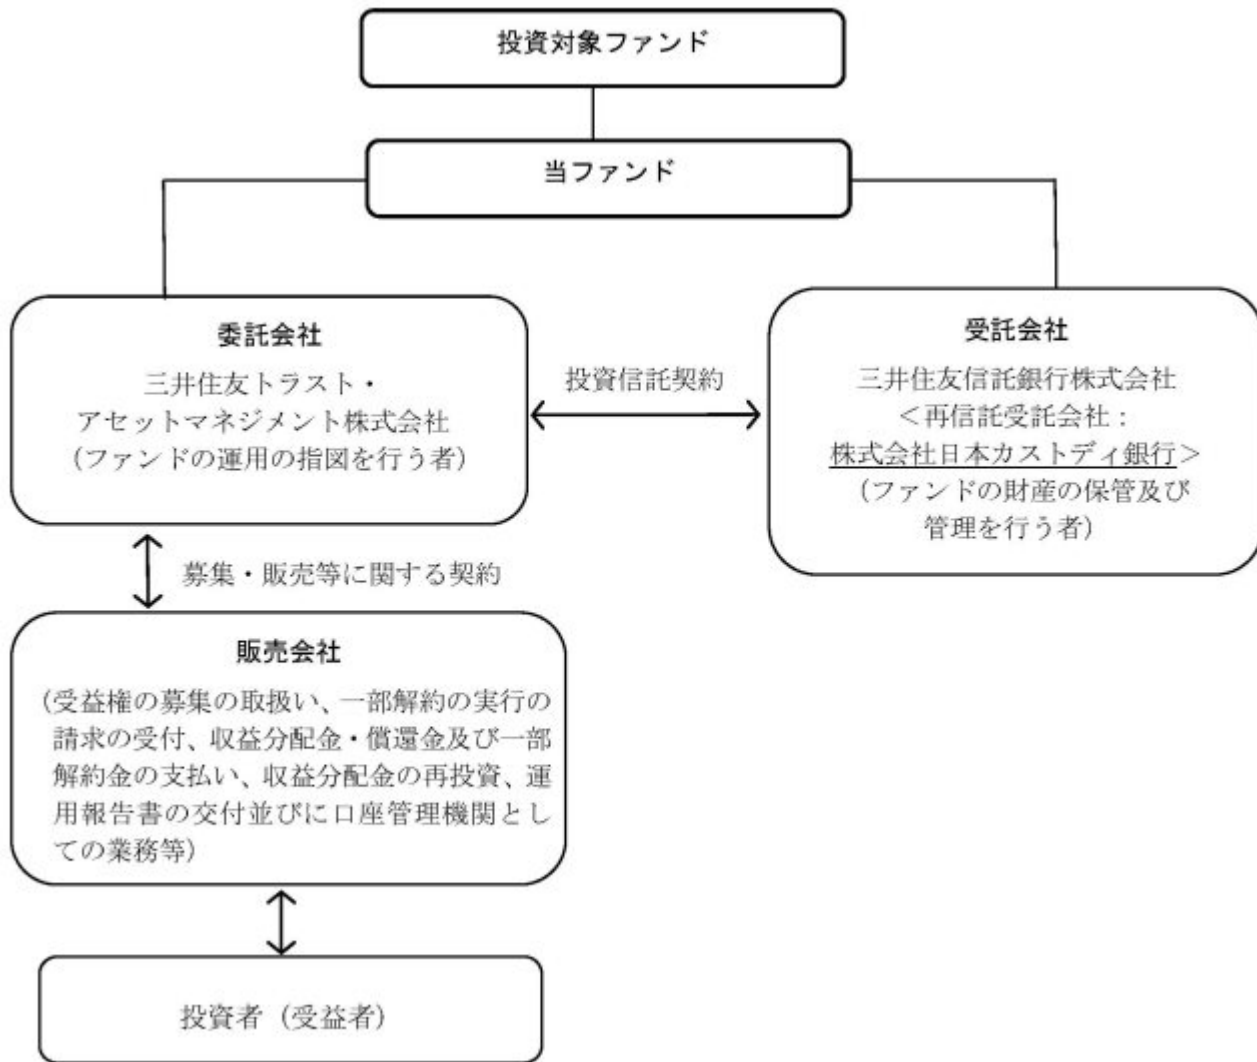 投資対象ファンド
当ファンド
委託会社
三井住友トラスト・
アセットマネジメント株式会社
(ファンドの運用の指図を行う者)
投資信託契約
受託会社
三井住友信託銀行株式会社
<再信託受託会社:
株式会社日本カストディ銀行>
(ファンドの財産の保管及び
管理を行う者)
募集・販売等に関する契約
販売会社
(受益権の募集の取扱い、一部解約の実行の
請求の受付、収益分配金・償還金及び一部
解約金の支払い、収益分配金の再投資、運
用報告書の交付並びに口座管理機関とし
ての業務等)
投資者(受益者)